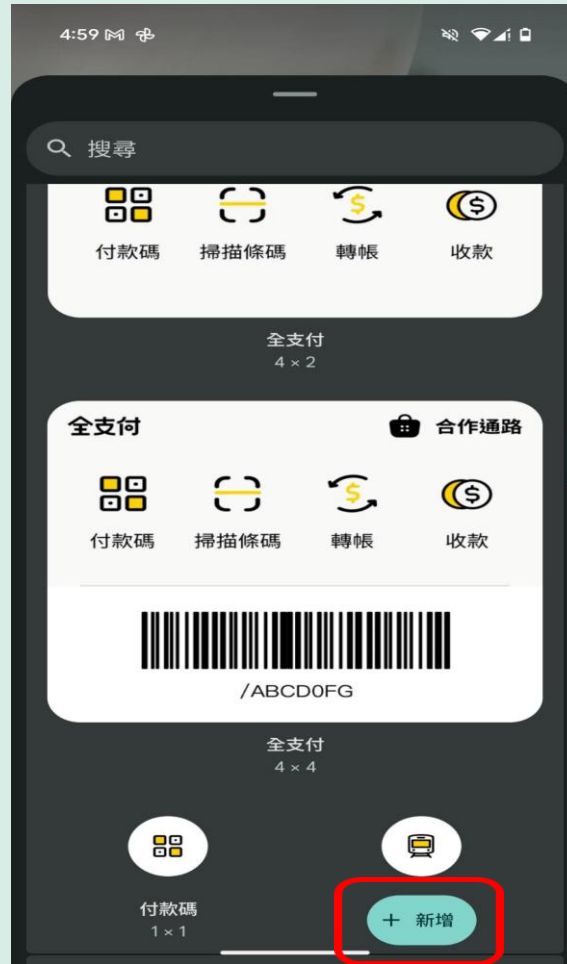 4:59
搜尋
付款碼 掃描條碼 轉帳 收款
全支付
4 × 2
全支付 合作通路
付款碼 掃描條碼 轉帳 收款
/ABCD0FG
全支付
4 × 4
付款碼 + 新增
1 × 1